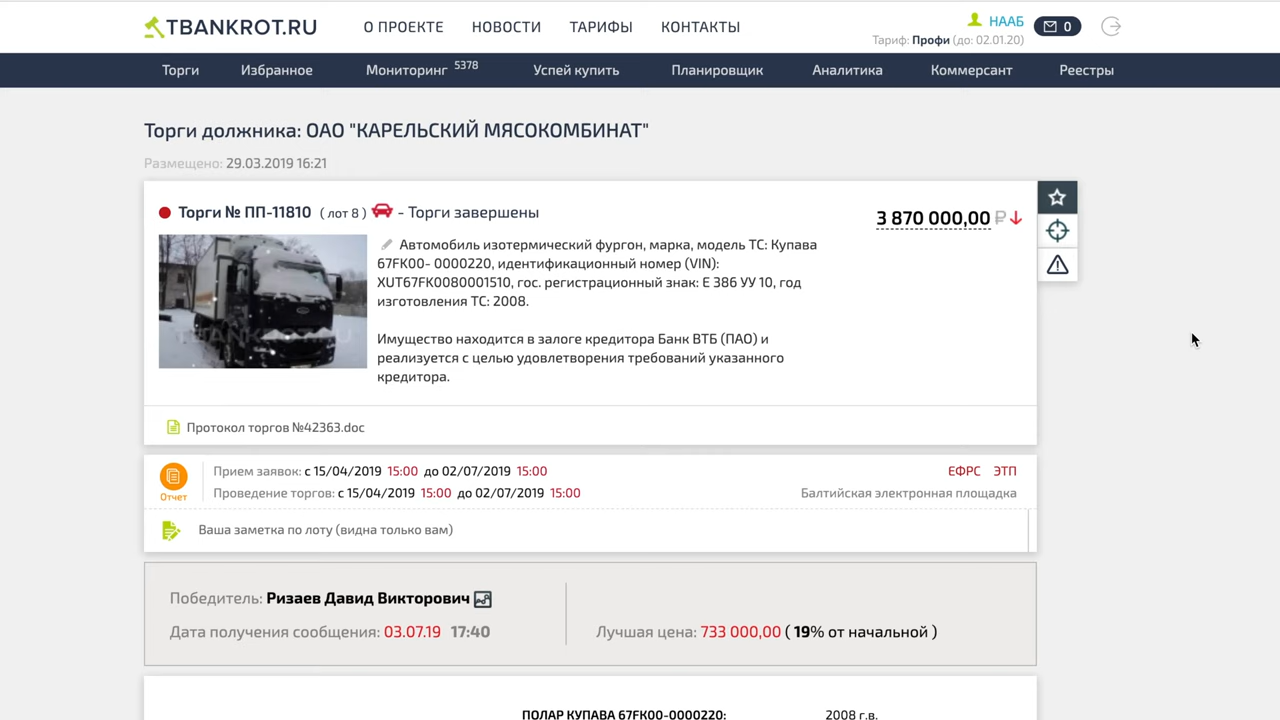 TBANKROT.RU
О ПРОЕКТЕ НОВОСТИ ТАРИФЫ КОНТАКТЫ
НААБ
0
Тариф: Профи (до: 02.01.20)
Торги Избранное Мониторинг 5378 Успей купить Планировщик Аналитика Коммерсант Реестры
Торги должника: ОАО "КАРЕЛЬСКИЙ МЯСОКОМБИНАТ"
Размещено: 29.03.2019 16:21
Торги № ПП-11810 ( лот 8 ) - Торги завершены
3 870 000,00 ₽
Автомобиль изотермический фургон, марка, модель ТС: Купава
67FK00- 0000220, идентификационный номер (VIN):
XUT67FK0080001510, гос. регистрационный знак: Е 386 УУ 10, год
изготовления ТС: 2008.
Имущество находится в залоге кредитора Банк ВТБ (ПАО) и
реализуется с целью удовлетворения требований указанного
кредитора.
TBANKROT.RU
Протокол торгов №42363.doc
Отчет
Прием заявок: с 15/04/2019 15:00 до 02/07/2019 15:00
ЕФРС ЭТП
Проведение торгов: с 15/04/2019 15:00 до 02/07/2019 15:00
Балтийская электронная площадка
Ваша заметка по лоту (видна только вам)
Победитель: Ризаев Давид Викторович
Дата получения сообщения: 03.07.19 17:40
Лучшая цена: 733 000,00 ( 19% от начальной )
ПОЛАР КУПАВА 67FK00-0000220: 2008 г.в.